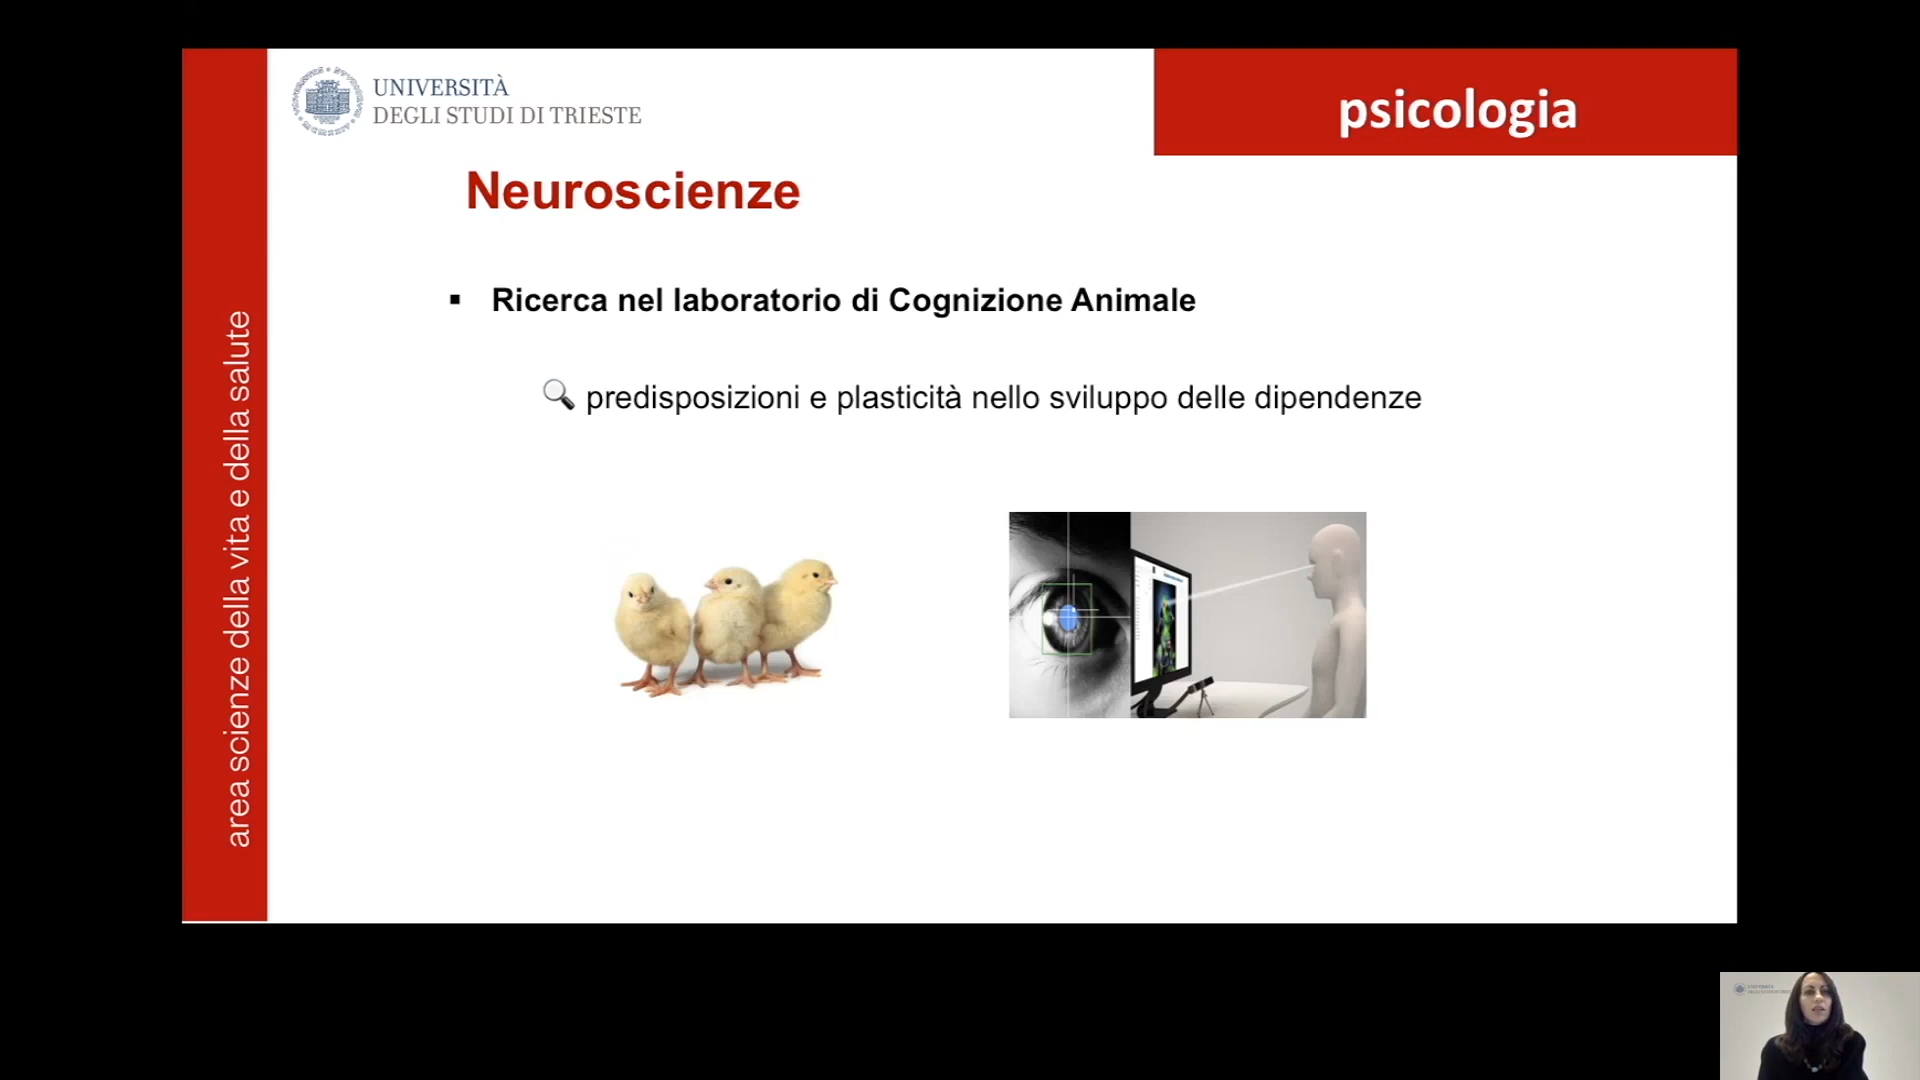 UNIVERSITÀ
DEGLI STUDI DI TRIESTE
psicologia
Neuroscienze
▪ Ricerca nel laboratorio di Cognizione Animale
🔍 predisposizioni e plasticità nello sviluppo delle dipendenze
area scienze della vita e della salute